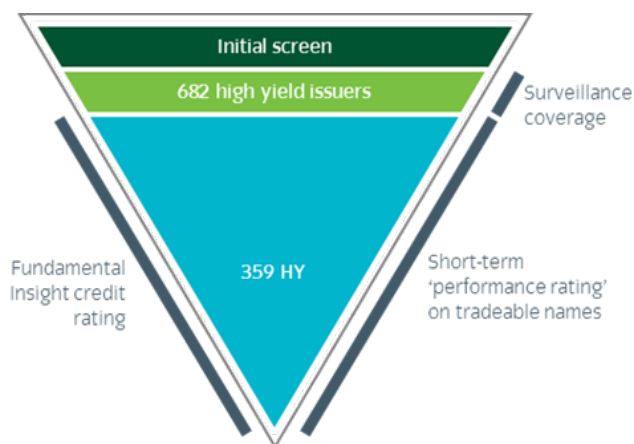 Initial screen
682 high yield issuers
Surveillance
coverage
359 HY
Fundamental
Insight credit
rating
Short-term
‘performance rating’
on tradeable names